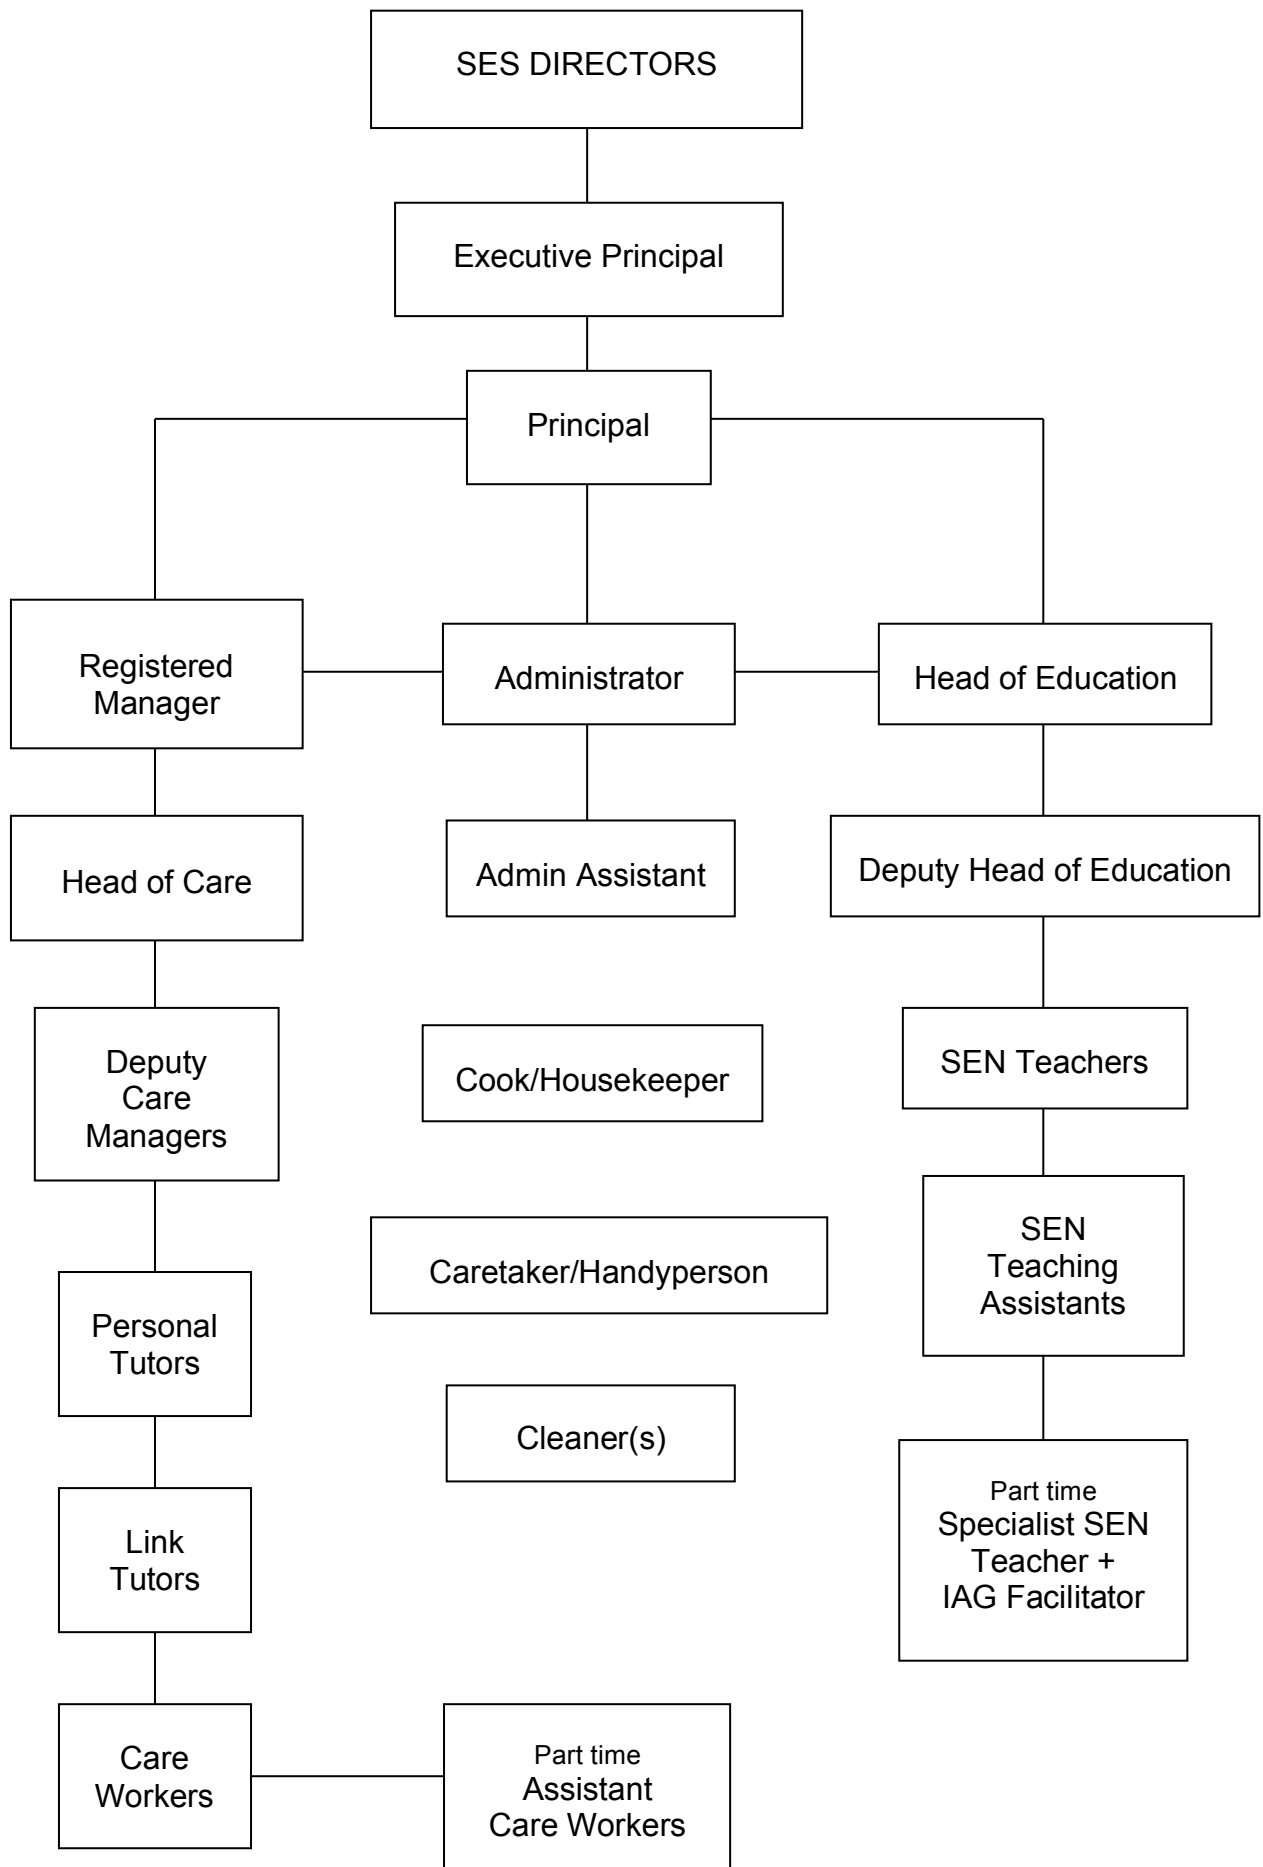 SES DIRECTORS
Executive Principal
Principal
Registered
Manager
Administrator
Head of Education
Head of Care
Admin Assistant
Deputy Head of Education
Deputy
Care
Managers
Cook/Housekeeper
SEN Teachers
Personal
Tutors
Caretaker/Handyperson
SEN
Teaching
Assistants
Cleaner(s)
Link
Tutors
Part time
Specialist SEN
Teacher +
IAG Facilitator
Care
Workers
Part time
Assistant
Care Workers